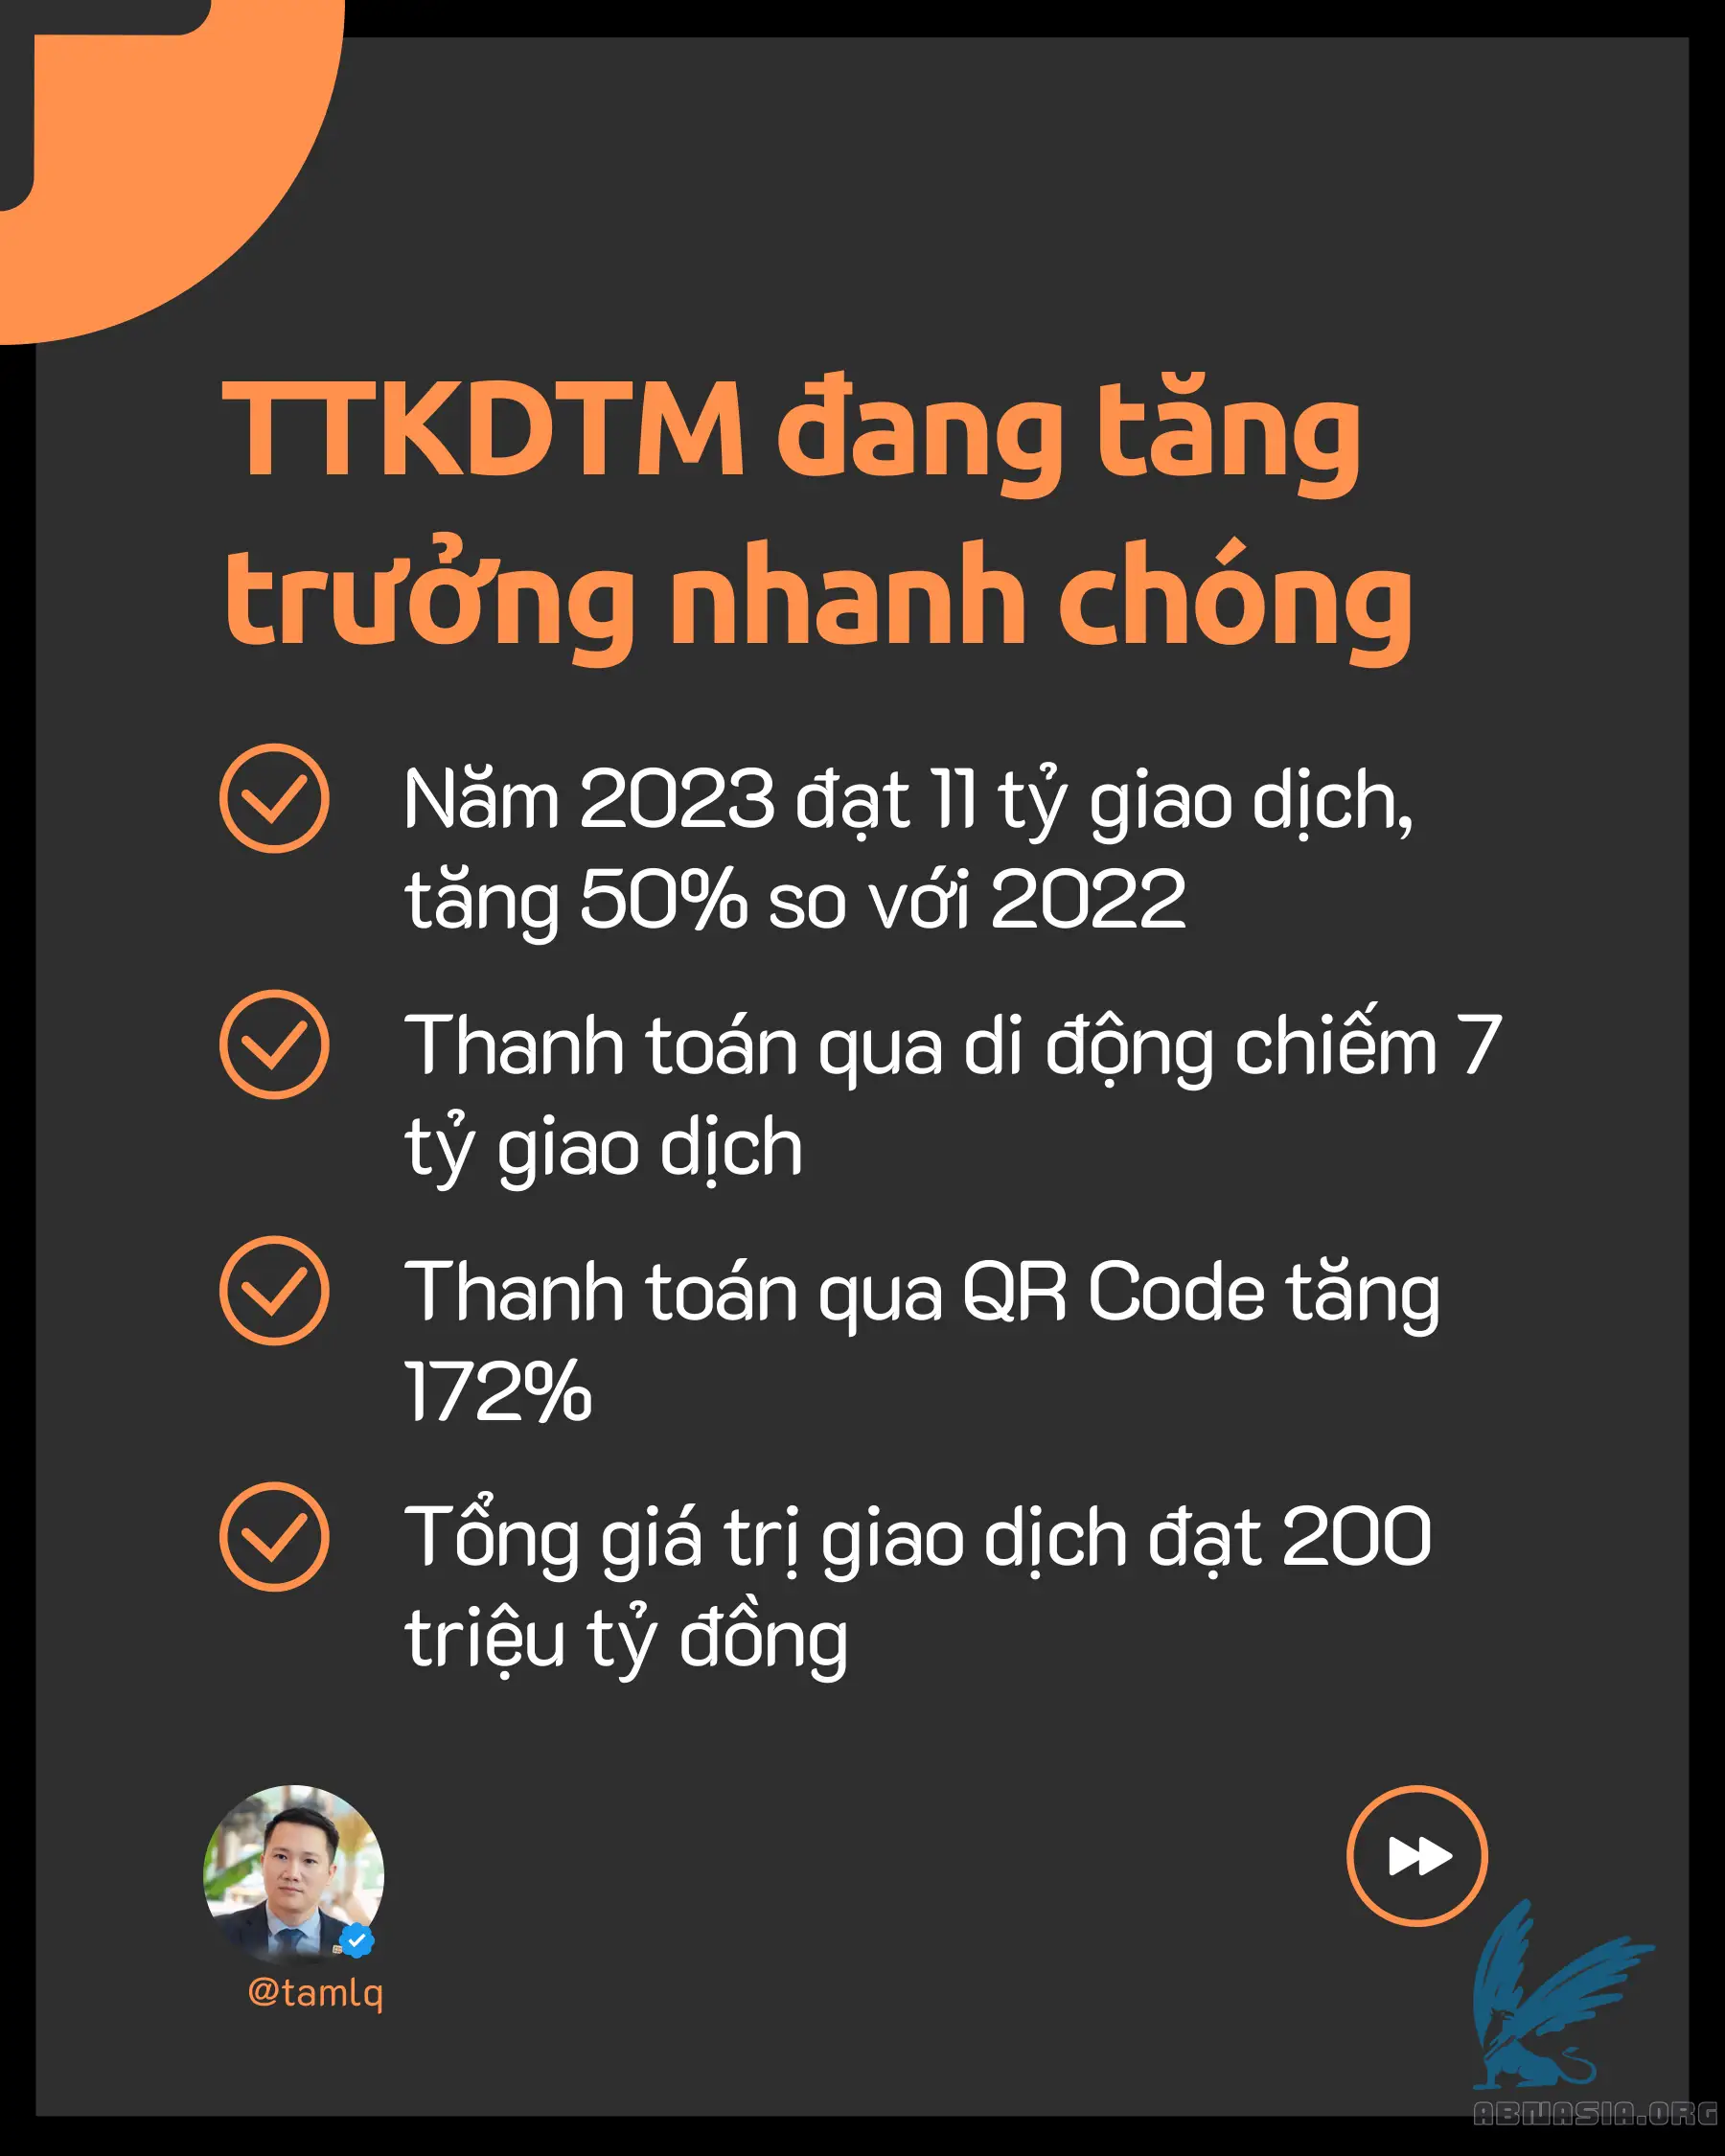 TTKDTM đang tăng
trưởng nhanh chóng
Năm 2023 đạt 11 tỷ giao dịch,
tăng 50% so với 2022
Thanh toán qua di động chiếm 7
tỷ giao dịch
Thanh toán qua QR Code tăng
172%
Tổng giá trị giao dịch đạt 200
triệu tỷ đồng
@tamlq
ABNASIA.ORG